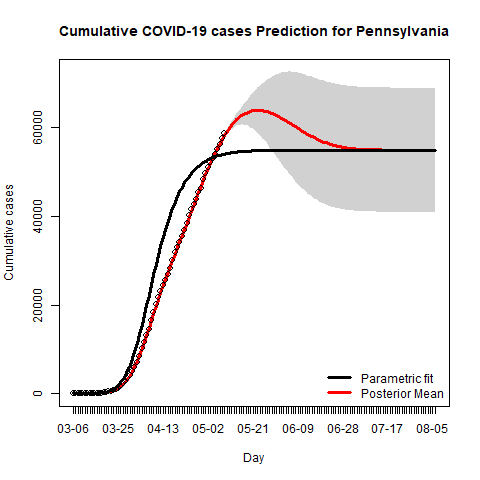 Cumulative COVID-19 cases Prediction for Pennsylvania
Cumulative cases
60000
40000
20000
0
Parametric fit
Posterior Mean
03-06 03-25 04-13 05-02 05-21 06-09 06-28 07-17 08-05
Day